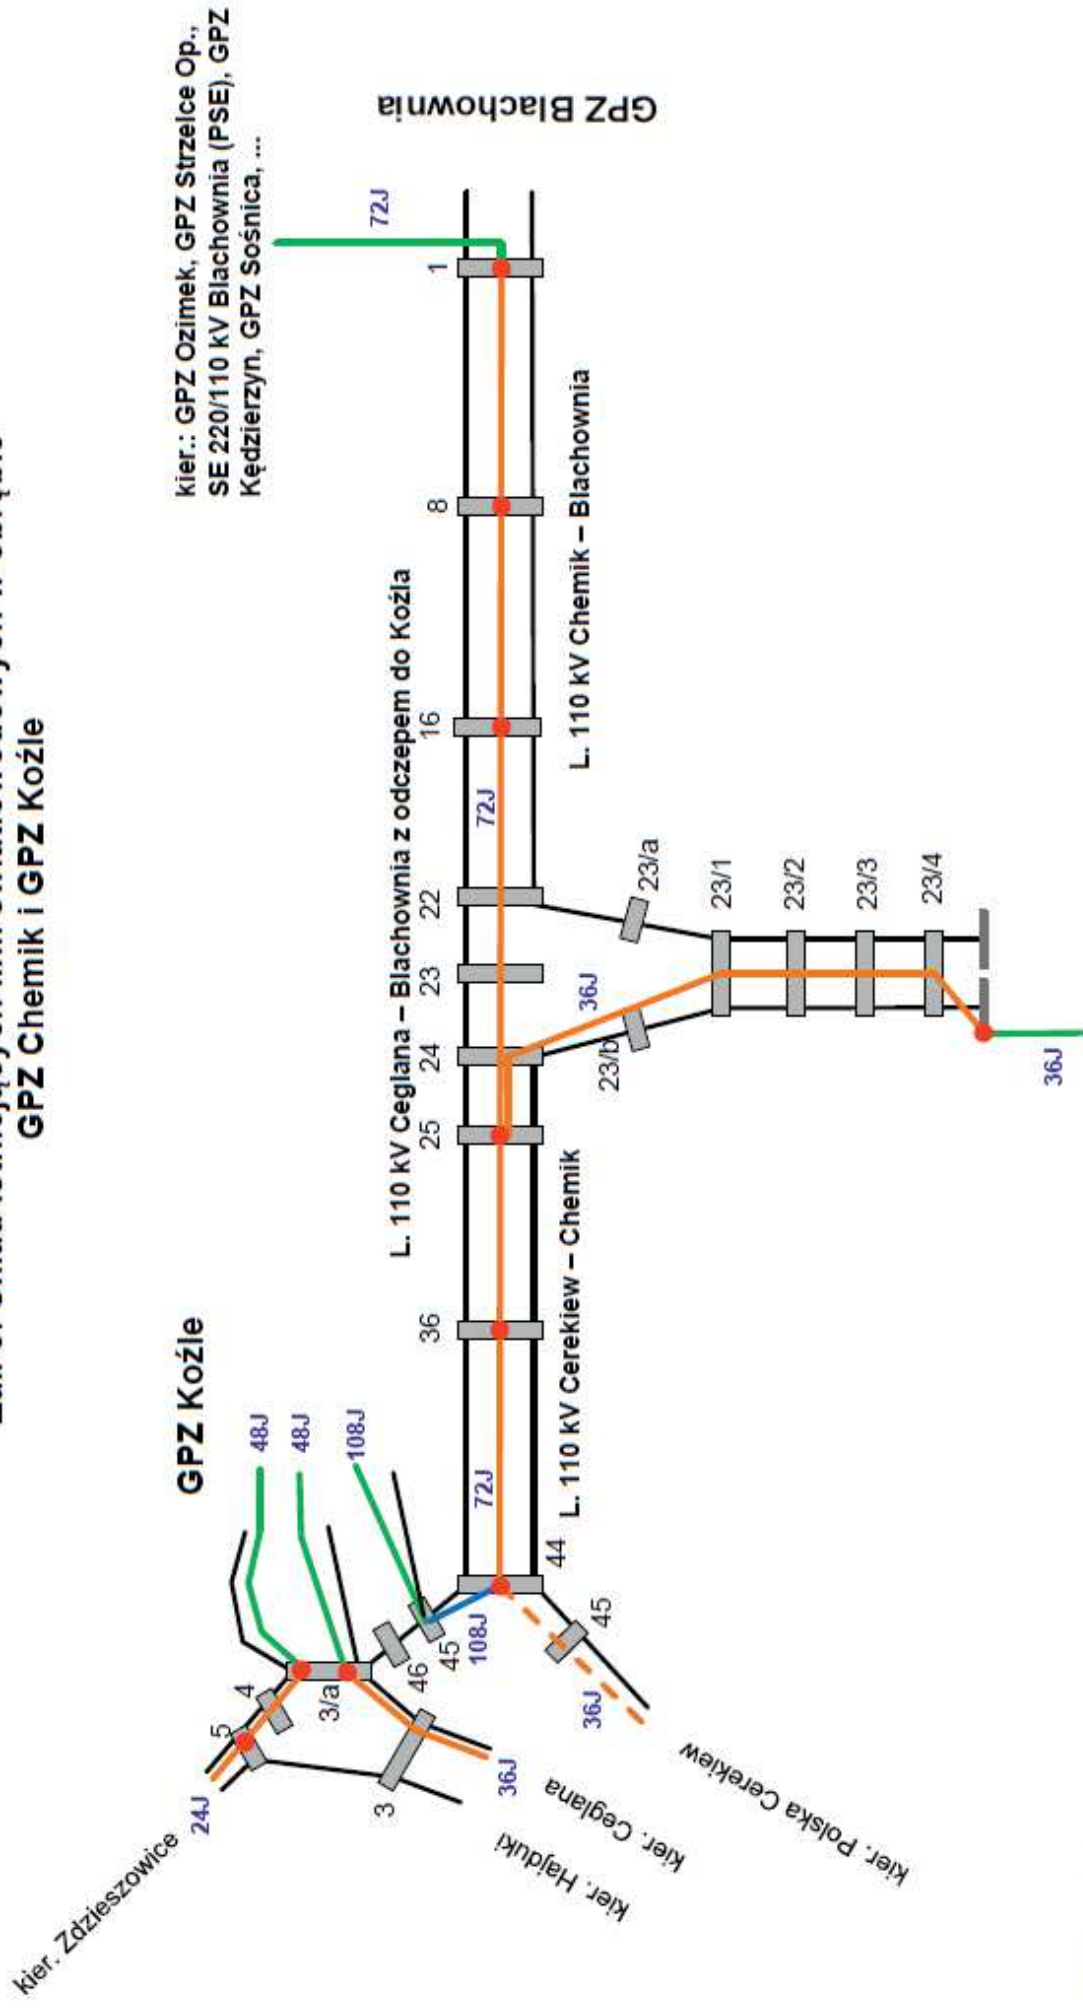 GPZ Chemik i GPZ Koźle
kier.: GPZ Ozimek, GPZ Strzelce Op.,
SE 220/110 kV Blachownia (PSE), GPZ
Kędzierzyn, GPZ Sośnica, ...
GPZ Koźle
GPZ Blachownia
72J
48J
48J
108J
L. 110 kV Ceglana – Blachownia z odczepem do Koźla
36
25
24
23
22
16
8
1
72J
72J
L. 110 kV Cerekiew – Chemik
L. 110 kV Chemik – Blachownia
44
45
108J
46
45
36J
3/a
4
5
3
24J
36J
kier. Zdzieszowice
kier. Hajduki
kier. Ceglana
kier. Polska Cerekiew
36J
23/b
23/a
23/1
23/2
23/3
23/4
36J